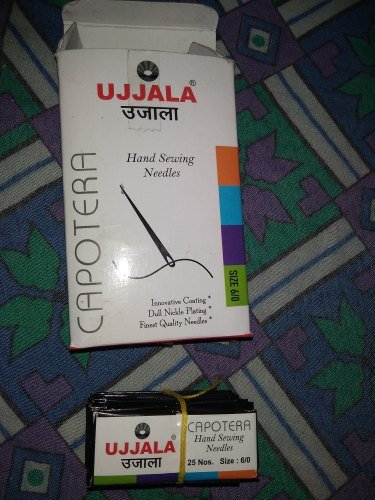 UJJALA®
उजाला
CAPOTERA
Hand Sewing
Needles
SIZE 6/0
Innovative Coating *
Dull Nickle Plating *
Finest Quality Needles *
UJJALA®
उजाला
CAPOTERA
Hand Sewing
Needles
25 Nos. Size : 6/0